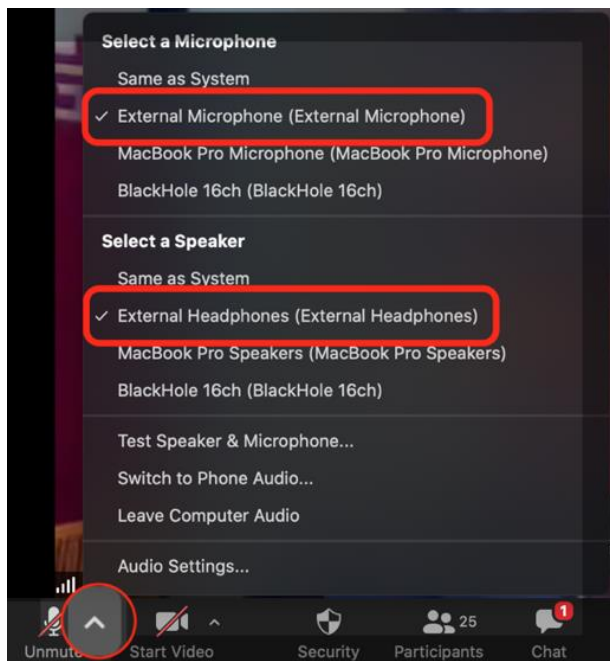 Select a Microphone
Same as System
✓ External Microphone (External Microphone)
MacBook Pro Microphone (MacBook Pro Microphone)
BlackHole 16ch (BlackHole 16ch)
Select a Speaker
Same as System
✓ External Headphones (External Headphones)
MacBook Pro Speakers (MacBook Pro Speakers)
BlackHole 16ch (BlackHole 16ch)
Test Speaker & Microphone...
Switch to Phone Audio...
Leave Computer Audio
Audio Settings...
25 1
Unmute Start Video Security Participants Chat